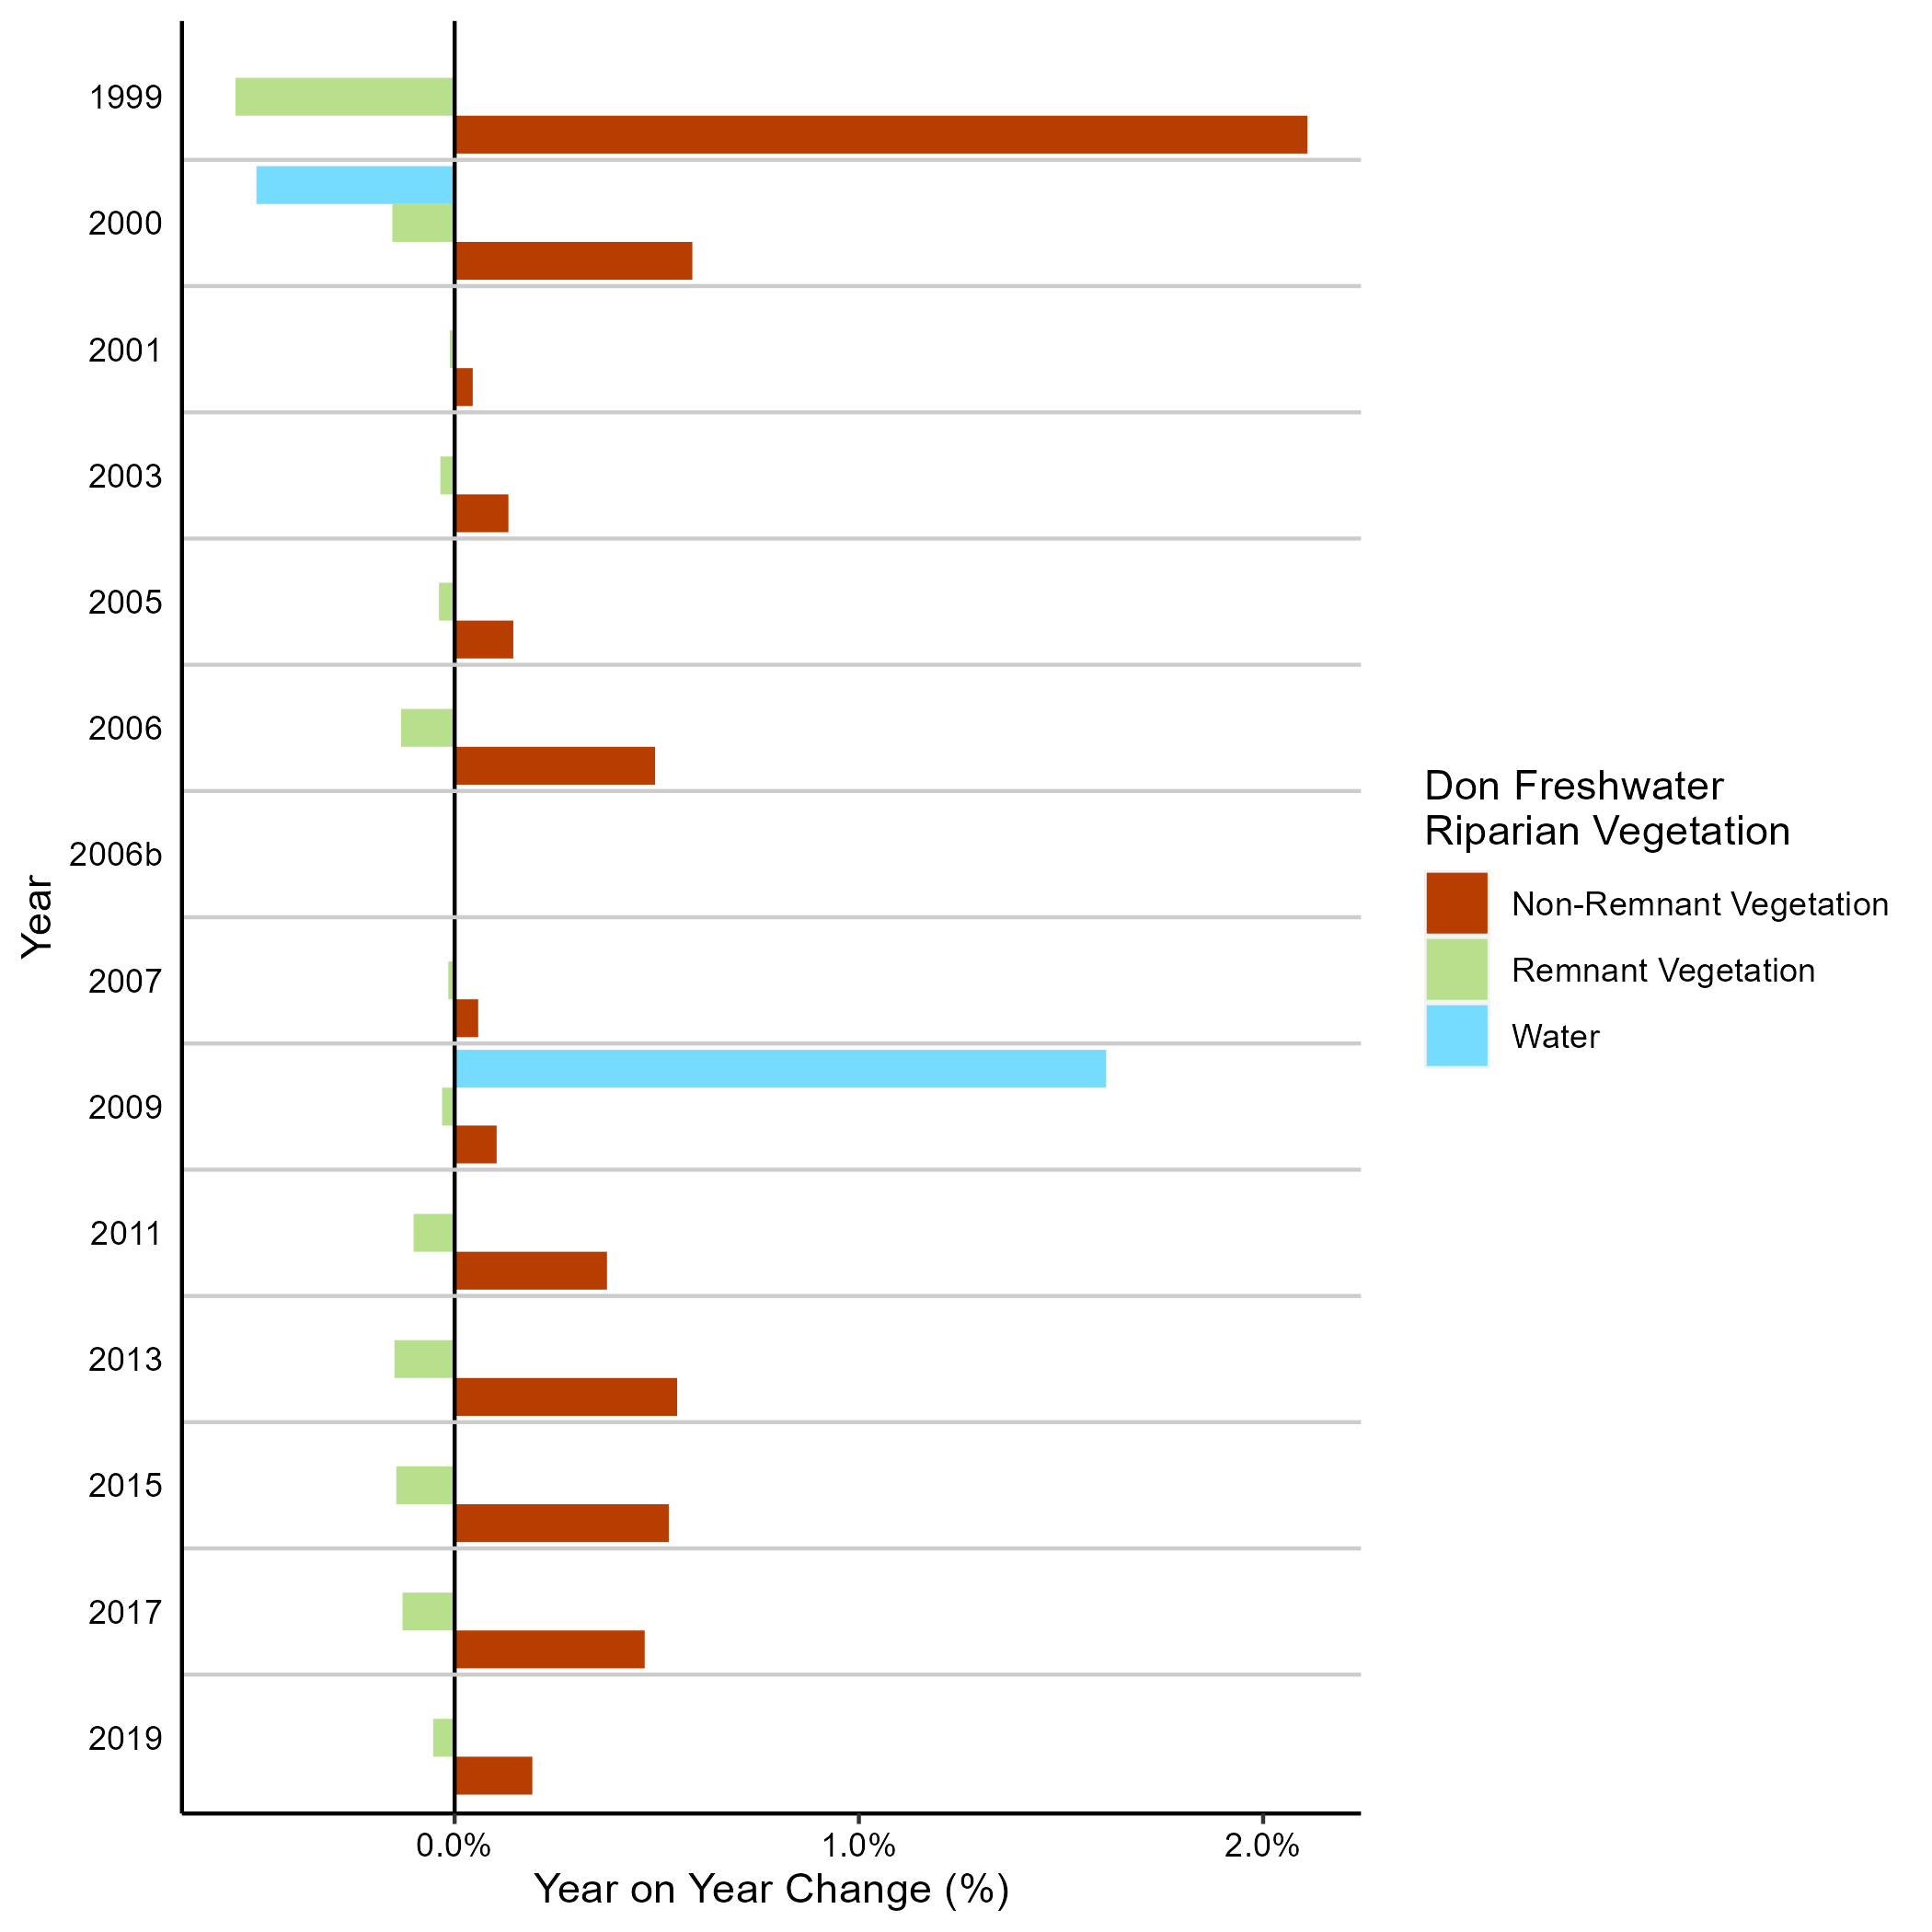 1999
2000
2001
2003
2005
2006
2006b
2007
2009
2011
2013
2015
2017
2019
Year
0.0%
1.0%
2.0%
Year on Year Change (%)
Don Freshwater
Riparian Vegetation
Non-Remnant Vegetation
Remnant Vegetation
Water